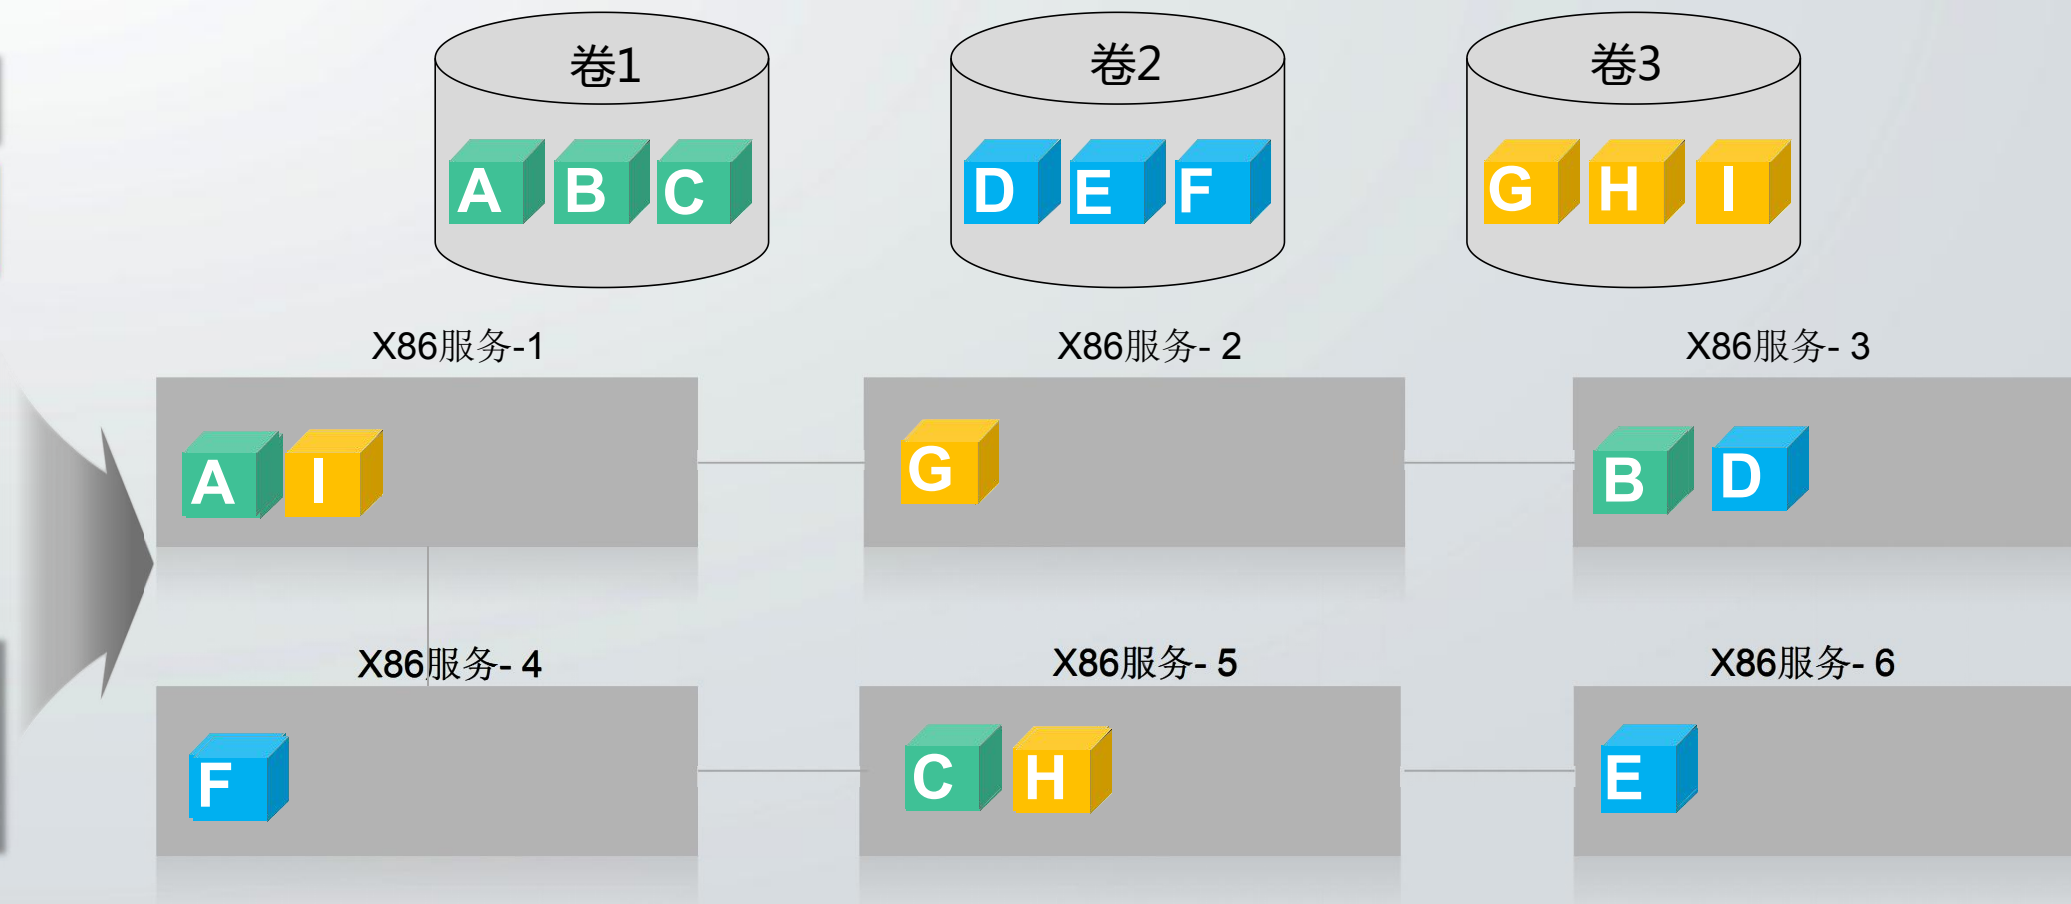 卷1 卷2 卷3
A B C D E F G H I
X86服务-1 X86服务- 2 X86服务- 3
A I G B D
X86服务- 4 X86服务- 5 X86服务- 6
F C H E